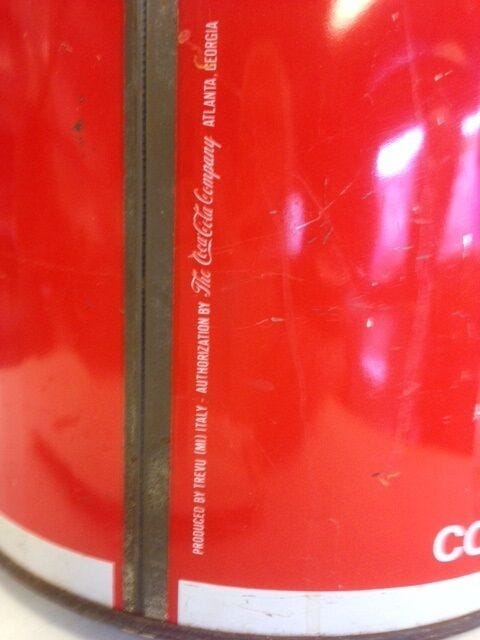 PRODUCED BY TREVU (MI) ITALY - AUTHORIZATION BY The Coca-Cola Company ATLANTA, GEORGIA
CO